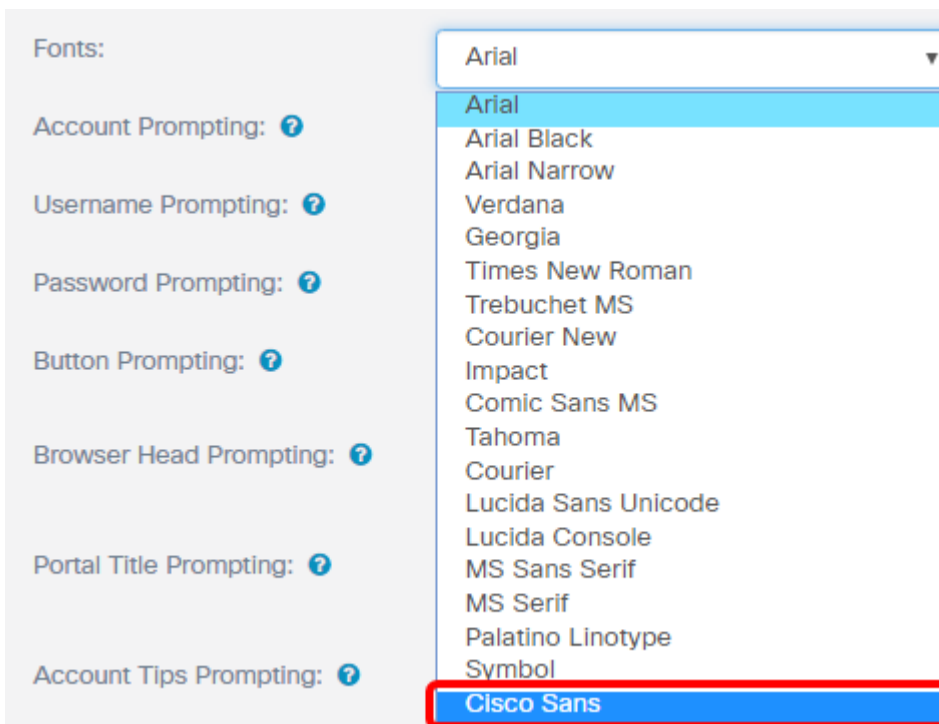 Fonts:
Arial
Arial
Account Prompting:
Arial Black
Arial Narrow
Username Prompting:
Verdana
Georgia
Password Prompting:
Times New Roman
Trebuchet MS
Courier New
Button Prompting:
Impact
Comic Sans MS
Tahoma
Browser Head Prompting:
Courier
Lucida Sans Unicode
Lucida Console
Portal Title Prompting:
MS Sans Serif
MS Serif
Palatino Linotype
Symbol
Account Tips Prompting:
Cisco Sans